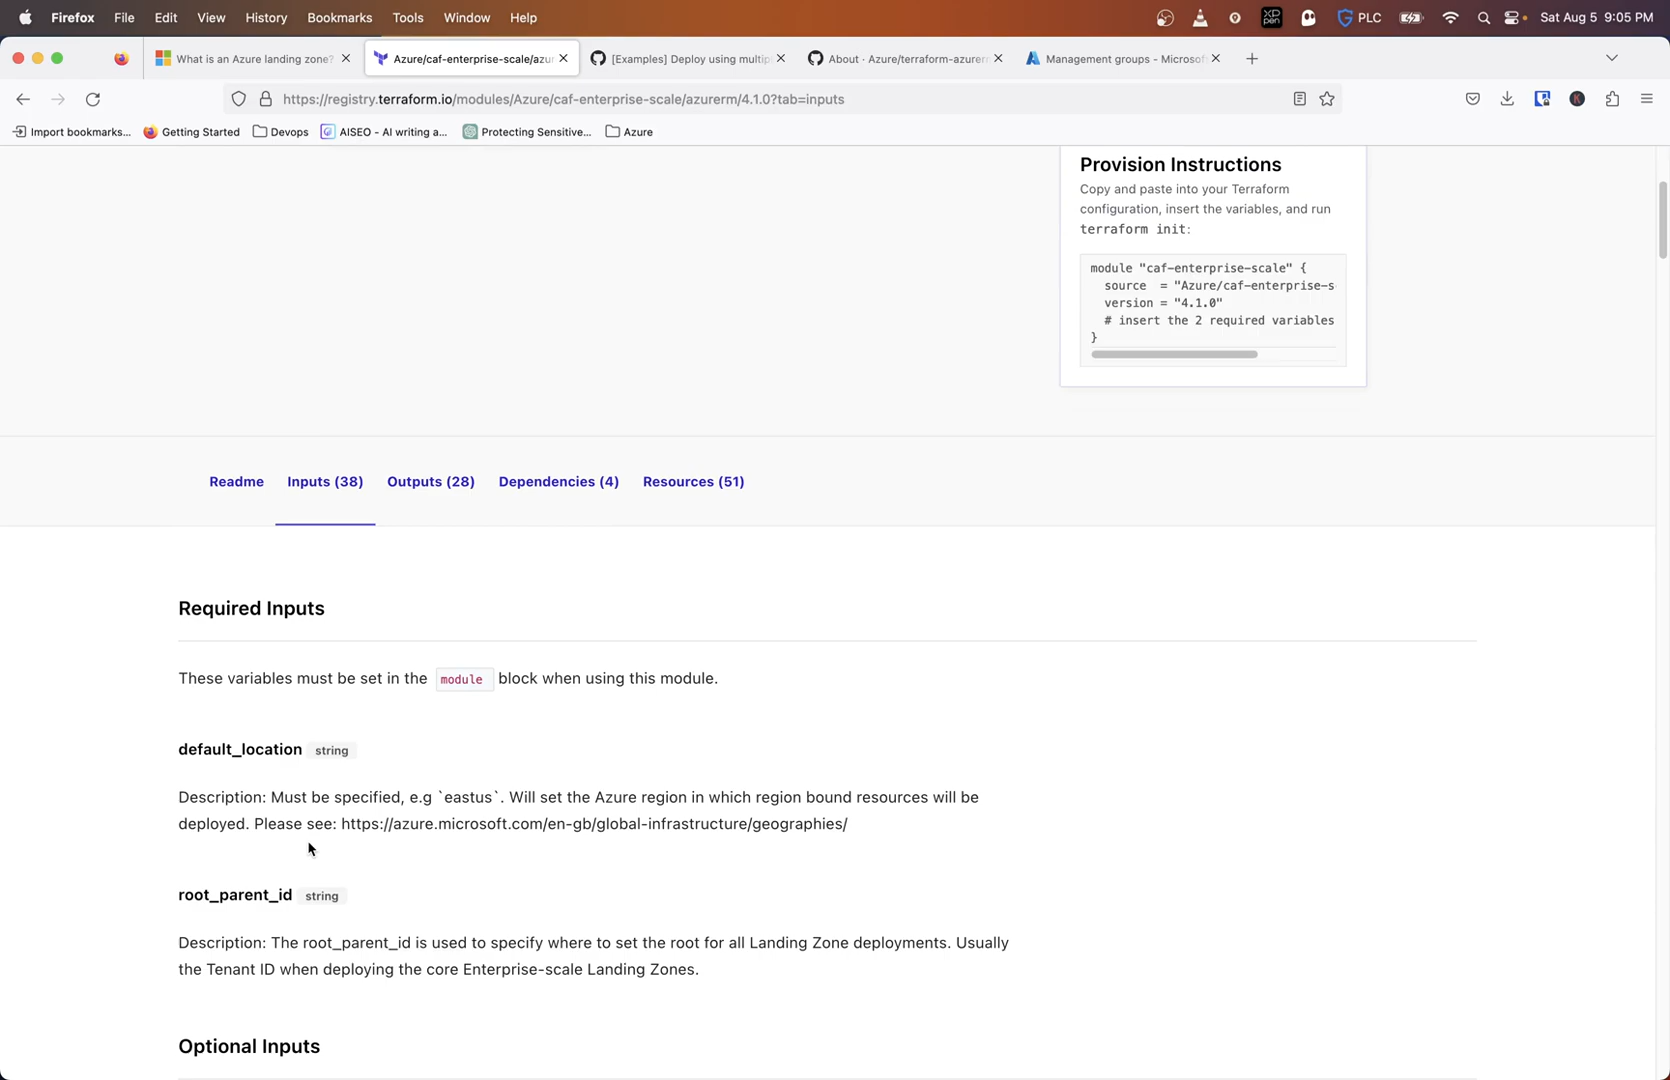 Firefox File Edit View History Bookmarks Tools Window Help PLC Sat Aug 5 9:05 PM
What is an Azure landing zone? Azure/caf-enterprise-scale/azur [Examples] Deploy using multip About · Azure/terraform-azurerm Management groups - Microsoft
https://registry.terraform.io/modules/Azure/caf-enterprise-scale/azurerm/4.1.0?tab=inputs
Import bookmarks... Getting Started Devops AISEO - AI writing a... Protecting Sensitive... Azure
Provision Instructions
Copy and paste into your Terraform
configuration, insert the variables, and run
terraform init:
module "caf-enterprise-scale" {
source = "Azure/caf-enterprise-s
version = "4.1.0"
# insert the 2 required variables
}
Readme Inputs (38) Outputs (28) Dependencies (4) Resources (51)
Required Inputs
These variables must be set in the module block when using this module.
default_location string
Description: Must be specified, e.g `eastus`. Will set the Azure region in which region bound resources will be
deployed. Please see: https://azure.microsoft.com/en-gb/global-infrastructure/geographies/
root_parent_id string
Description: The root_parent_id is used to specify where to set the root for all Landing Zone deployments. Usually
the Tenant ID when deploying the core Enterprise-scale Landing Zones.
Optional Inputs